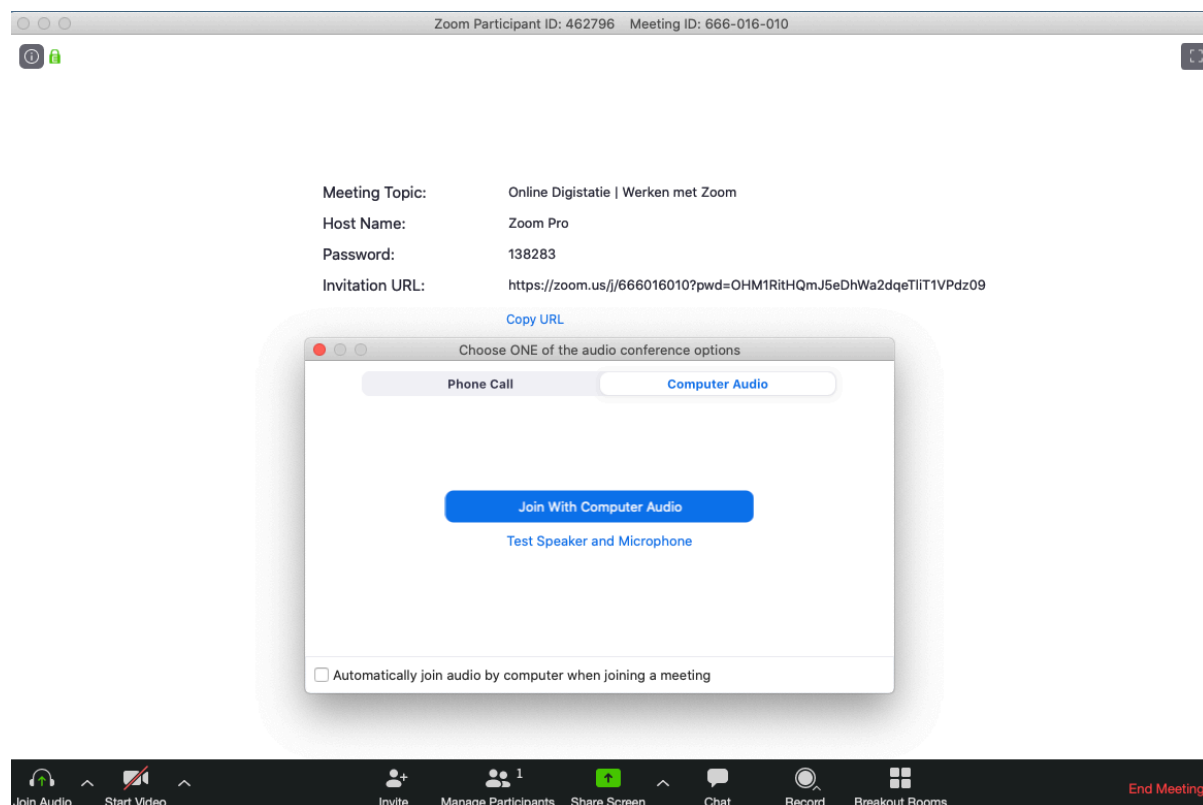 Zoom Participant ID: 462796 Meeting ID: 666-016-010
Meeting Topic: Online Digistatie | Werken met Zoom
Host Name: Zoom Pro
Password: 138283
Invitation URL: https://zoom.us/j/666016010?pwd=OHM1RitHQmJ5eDhWa2dqeTliT1VPdz09
Copy URL
Choose ONE of the audio conference options
Phone Call Computer Audio
Join With Computer Audio
Test Speaker and Microphone
Automatically join audio by computer when joining a meeting
1
Join Audio Start Video Invite Manage Participants Share Screen Chat Record Breakout Rooms End Meeting